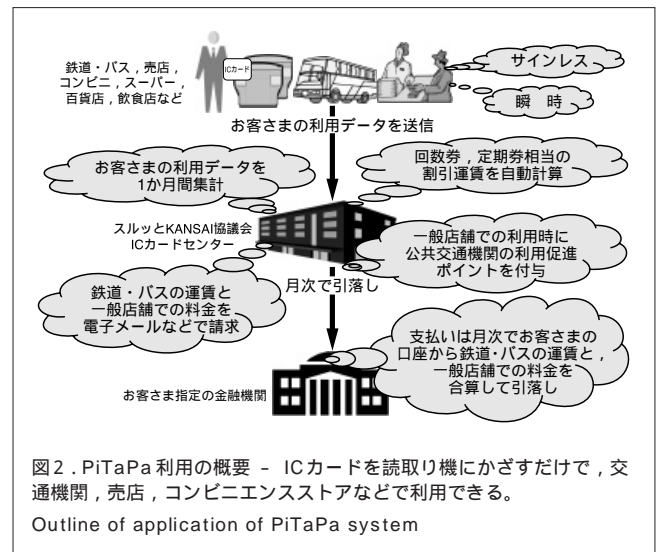 鉄道・バス，売店，
コンビニ，スーパー，
百貨店，飲食店など
ICカード
サインレス
瞬　時
お客さまの利用データを送信
お客さまの利用データを
1か月間集計
回数券，定期券相当の
割引運賃を自動計算
スルッとKANSAI協議会
ICカードセンター
一般店舗での利用時に
公共交通機関の利用促進
ポイントを付与
月次で引落し
鉄道・バスの運賃と
一般店舗での料金を
電子メールなどで請求
支払いは月次でお客さまの
口座から鉄道・バスの運賃と，
一般店舗での料金を
合算して引落し
お客さま指定の金融機関
図2．PiTaPa利用の概要 － ICカードを読取り機にかざすだけで，交
通機関，売店，コンビニエンスストアなどで利用できる。
Outline of application of PiTaPa system